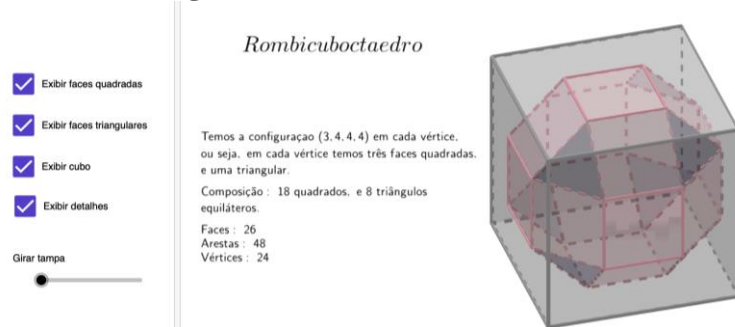 Exibir faces quadradas
Exibir faces triangulares
Exibir cubo
Exibir detalhes
Girar tampa
Rombicuboctaedro
Temos a configuraçao (3, 4, 4, 4) em cada vértice,
ou seja, em cada vértice temos três faces quadradas,
e uma triangular.
Composição : 18 quadrados, e 8 triângulos
equiláteros.
Faces : 26
Arestas : 48
Vértices : 24